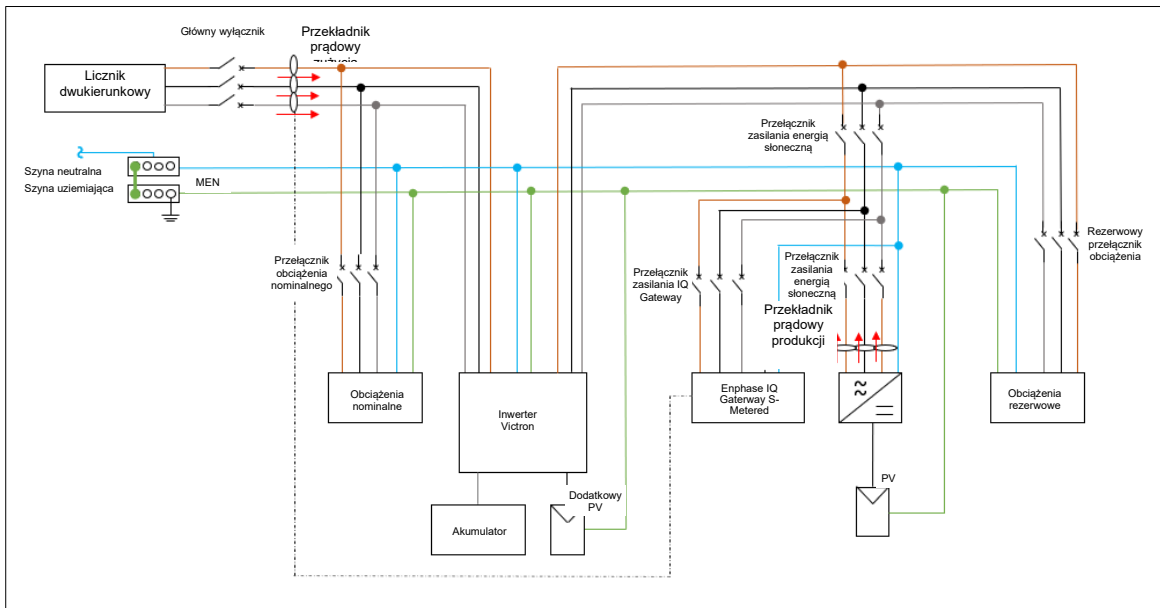 Główny wyłącznik
Przekładnik
prądowy
zużycia
Licznik
dwukierunkowy
Szyna neutralna
Szyna uziemiająca
MEN
Przełącznik
zasilania energią
słoneczną
Przełącznik
obciążenia
nominalnego
Przełącznik
zasilania IQ
Gateway
Przełącznik
zasilania
energią
słoneczną
Rezerwowy
przełącznik
obciążenia
Przekładnik
prądowy
produkcji
Obciążenia
nominalne
Inwerter
Victron
Enphase IQ
Gaterway S-
Metered
Obciążenia
rezerwowe
Akumulator
Dodatkowy
PV
PV